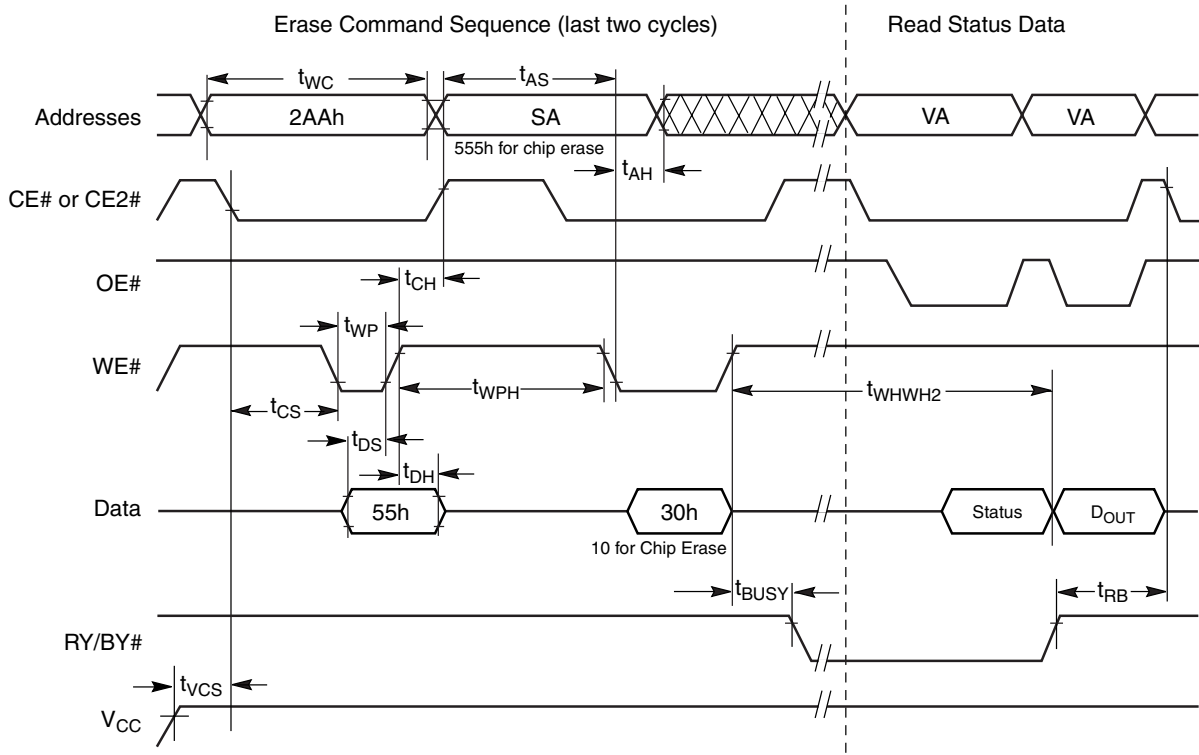 Erase Command Sequence (last two cycles)
Read Status Data
tWC
tAS
Addresses
2AAh
SA
VA
VA
555h for chip erase
tAH
CE# or CE2#
OE#
tCH
tWP
WE#
tWPH
tWHWH2
tCS
tDS
tDH
Data
55h
30h
Status
DOUT
10 for Chip Erase
tBUSY
tRB
RY/BY#
tVCS
VCC